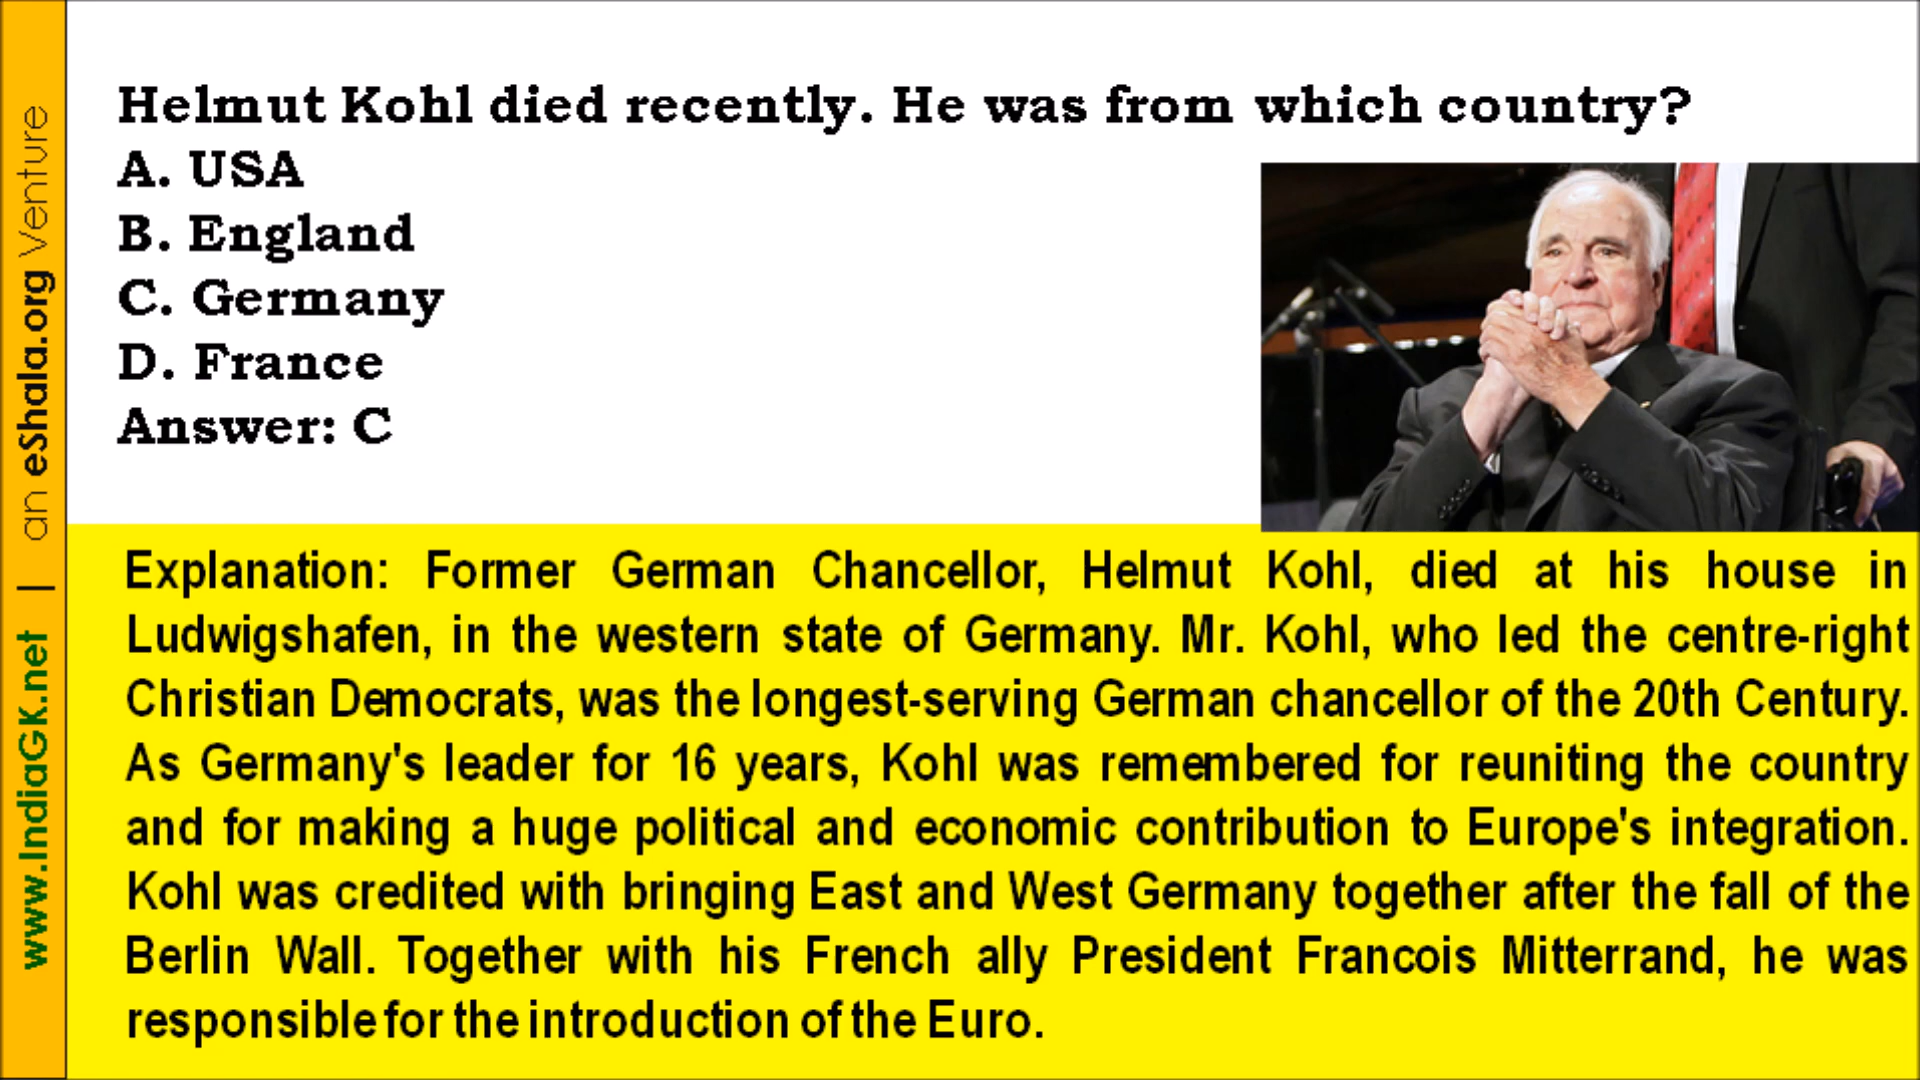 Helmut Kohl died recently. He was from which country?
A. USA
B. England
C. Germany
D. France
Answer: C
Explanation: Former German Chancellor, Helmut Kohl, died at his house in
Ludwigshafen, in the western state of Germany. Mr. Kohl, who led the centre-right
Christian Democrats, was the longest-serving German chancellor of the 20th Century.
As Germany's leader for 16 years, Kohl was remembered for reuniting the country
and for making a huge political and economic contribution to Europe's integration.
Kohl was credited with bringing East and West Germany together after the fall of the
Berlin Wall. Together with his French ally President Francois Mitterrand, he was
responsible for the introduction of the Euro.
www.IndiaGK.net | an eShala.org Venture